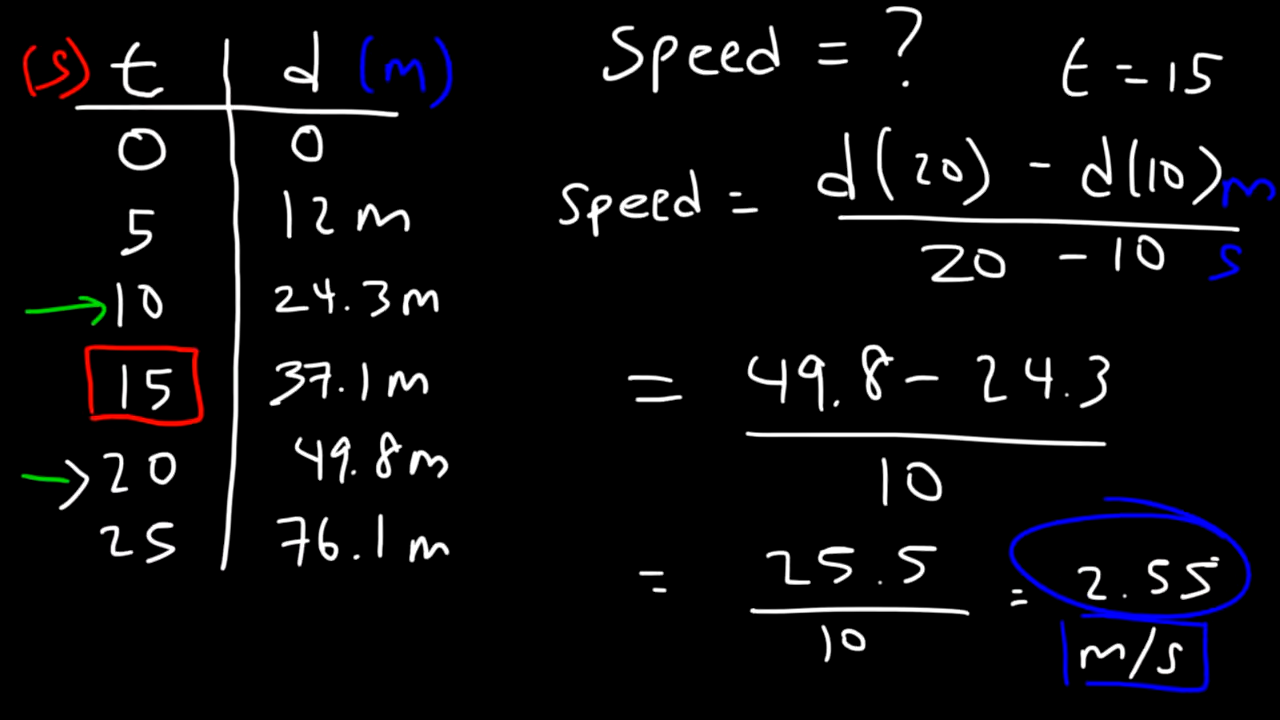 (s) t d (m)
0 0
5 12 m
10 24.3 m
15 37.1 m
20 49.8 m
25 76.1 m
Speed = ? t = 15
Speed = d(20) - d(10) m
20 - 10 s
= 49.8 - 24.3
10
= 25.5 = 2.55
10 m/s